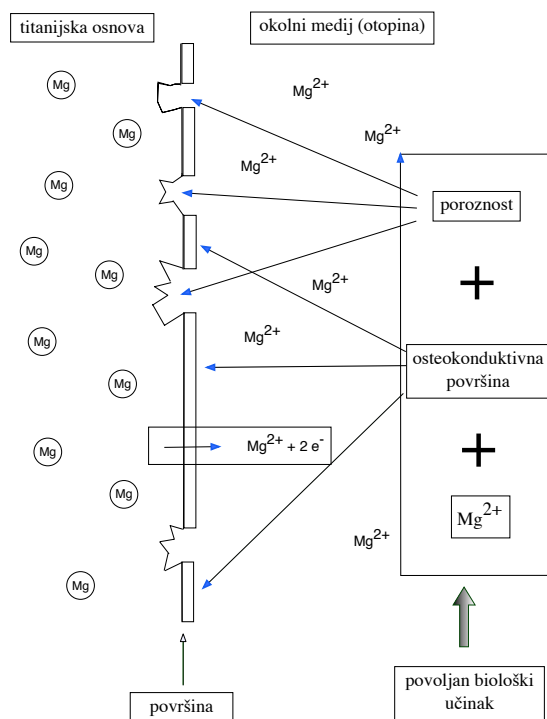 titanijska osnova
okolni medij (otopina)
Mg
Mg²⁺
Mg
Mg²⁺
Mg²⁺
Mg
poroznost
Mg
Mg
+
Mg²⁺
Mg
Mg²⁺
osteokonduktivna
površina
Mg
Mg
Mg²⁺ + 2 e⁻
+
Mg
Mg²⁺
Mg²⁺
Mg
povoljan biološki
učinak
površina